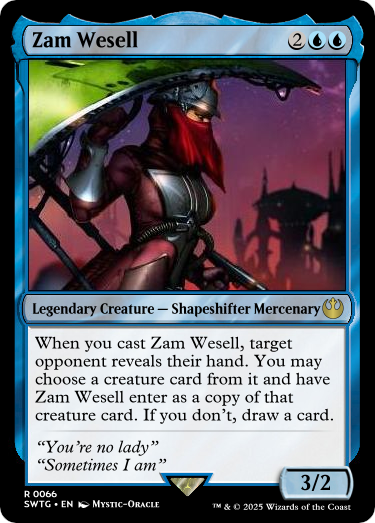 Zam Wesell 2
Legendary Creature — Shapeshifter Mercenary
When you cast Zam Wesell, target
opponent reveals their hand. You may
choose a creature card from it and have
Zam Wesell enter as a copy of that
creature card. If you don't, draw a card.
“You're no lady”
“Sometimes I am”
3/2
R 0066
SWTG • EN Mystic-Oracle
™ & © 2025 Wizards of the Coast